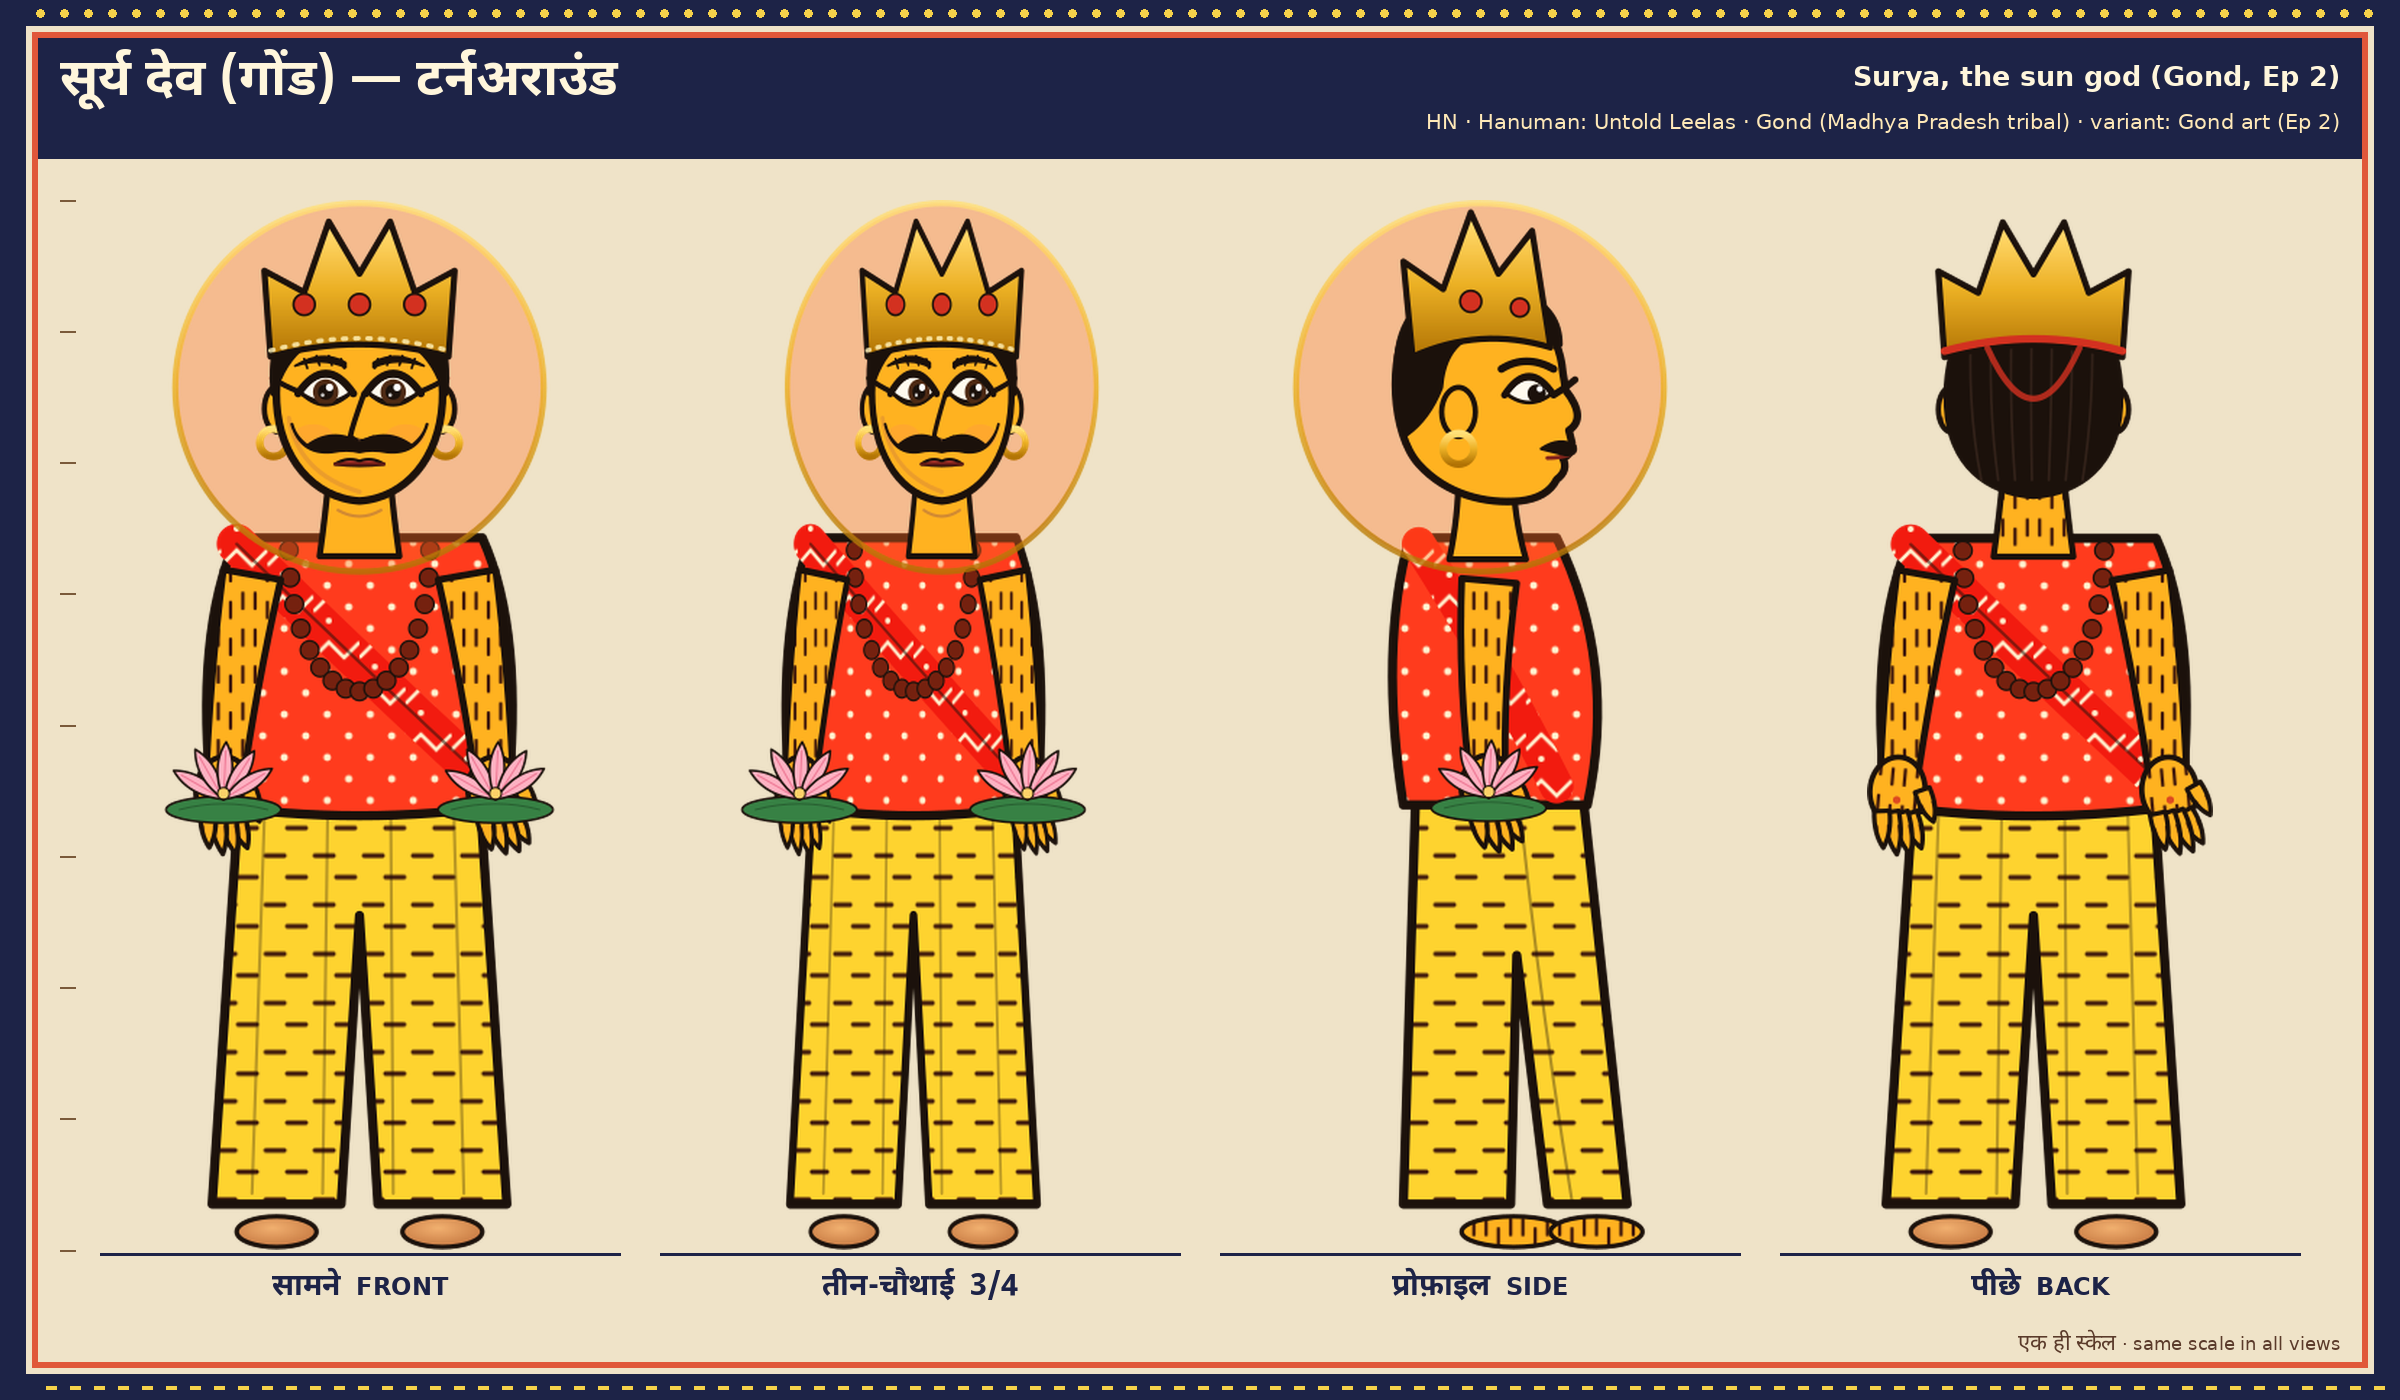 सूर्य देव (गोंड) — टर्नअराउंड
Surya, the sun god (Gond, Ep 2)
HN · Hanuman: Untold Leelas · Gond (Madhya Pradesh tribal) · variant: Gond art (Ep 2)
सामने FRONT
तीन-चौथाई 3/4
प्रोफ़ाइल SIDE
पीछे BACK
एक ही स्केल · same scale in all views